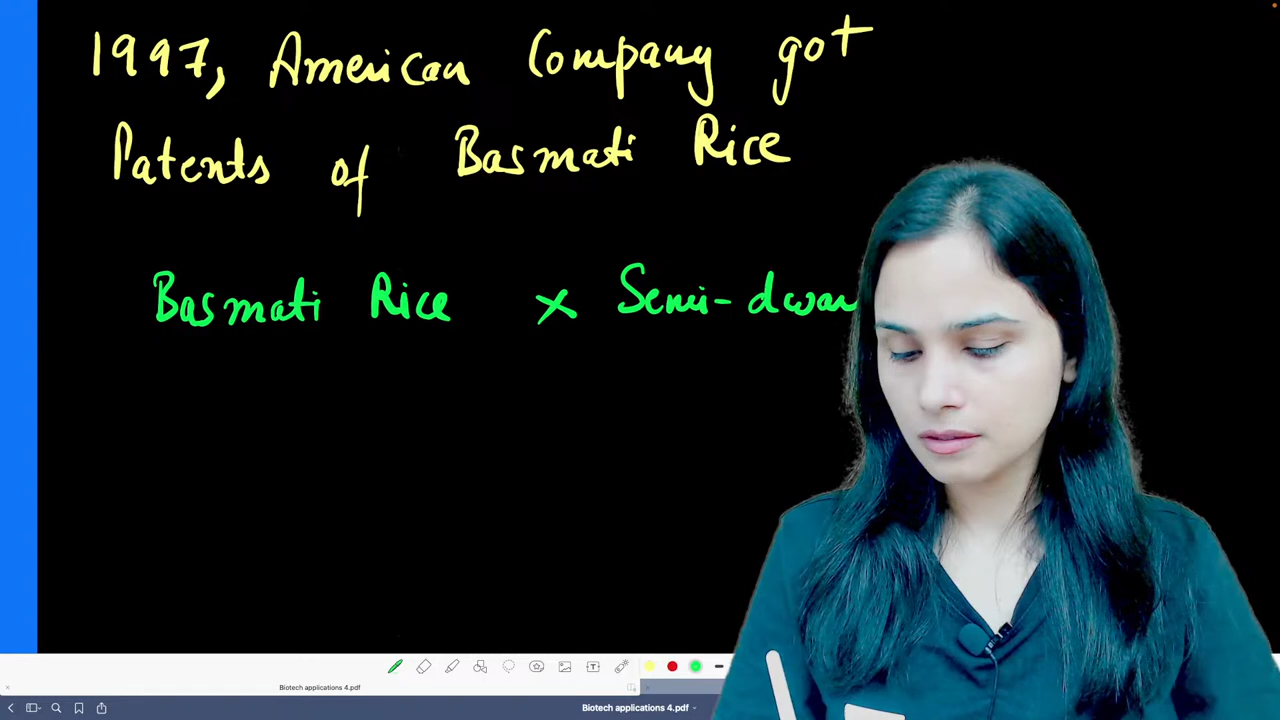 1997, American Company got
Patents of Basmati Rice
Basmati Rice x Semi-dwar
Biotech applications 4.pdf
Biotech applications 4.pdf